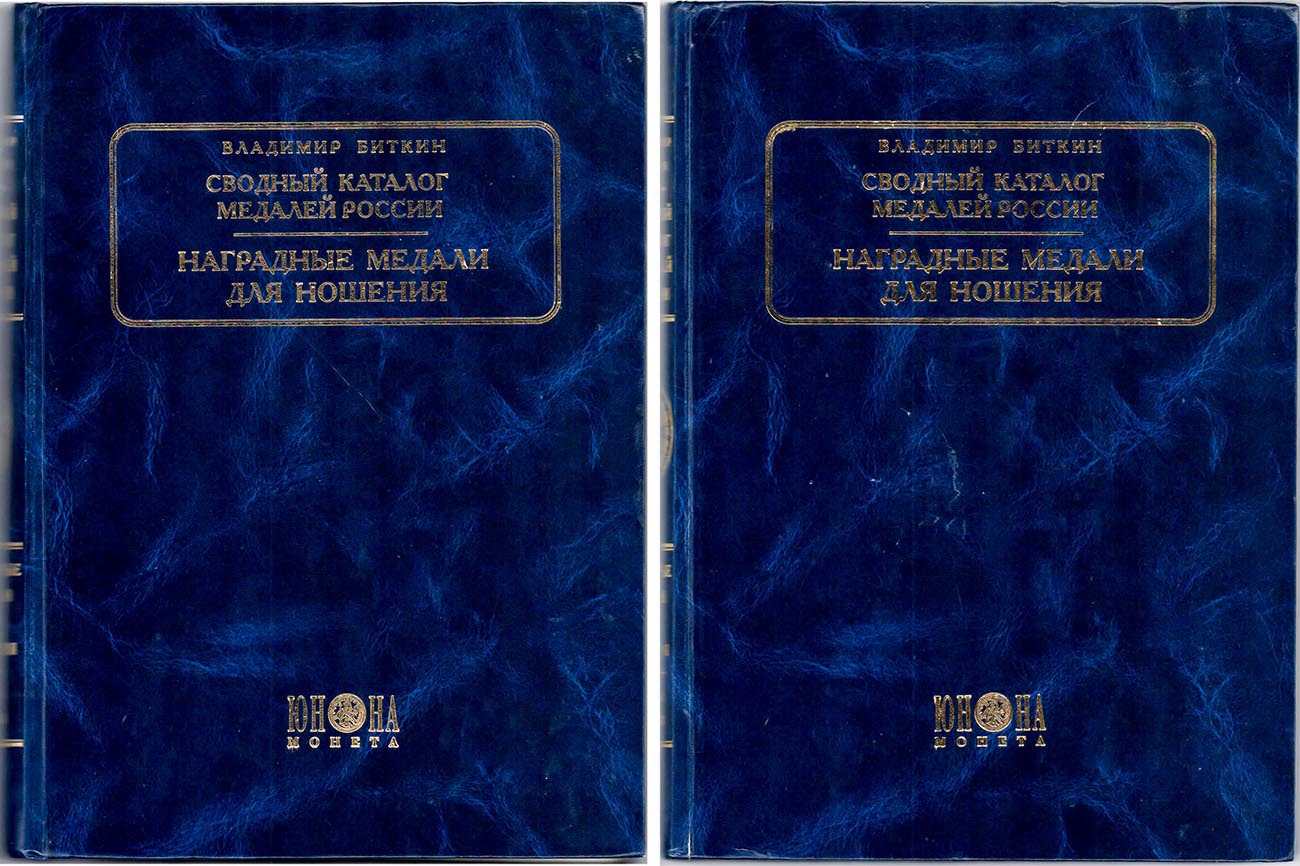 ВЛАДИМИР БИТКИН
СВОДНЫЙ КАТАЛОГ
МЕДАЛЕЙ РОССИИ
НАГРАДНЫЕ МЕДАЛИ
ДЛЯ НОШЕНИЯ
ЮНОНА
МОНЕТА
ВЛАДИМИР БИТКИН
СВОДНЫЙ КАТАЛОГ
МЕДАЛЕЙ РОССИИ
НАГРАДНЫЕ МЕДАЛИ
ДЛЯ НОШЕНИЯ
ЮНОНА
МОНЕТА